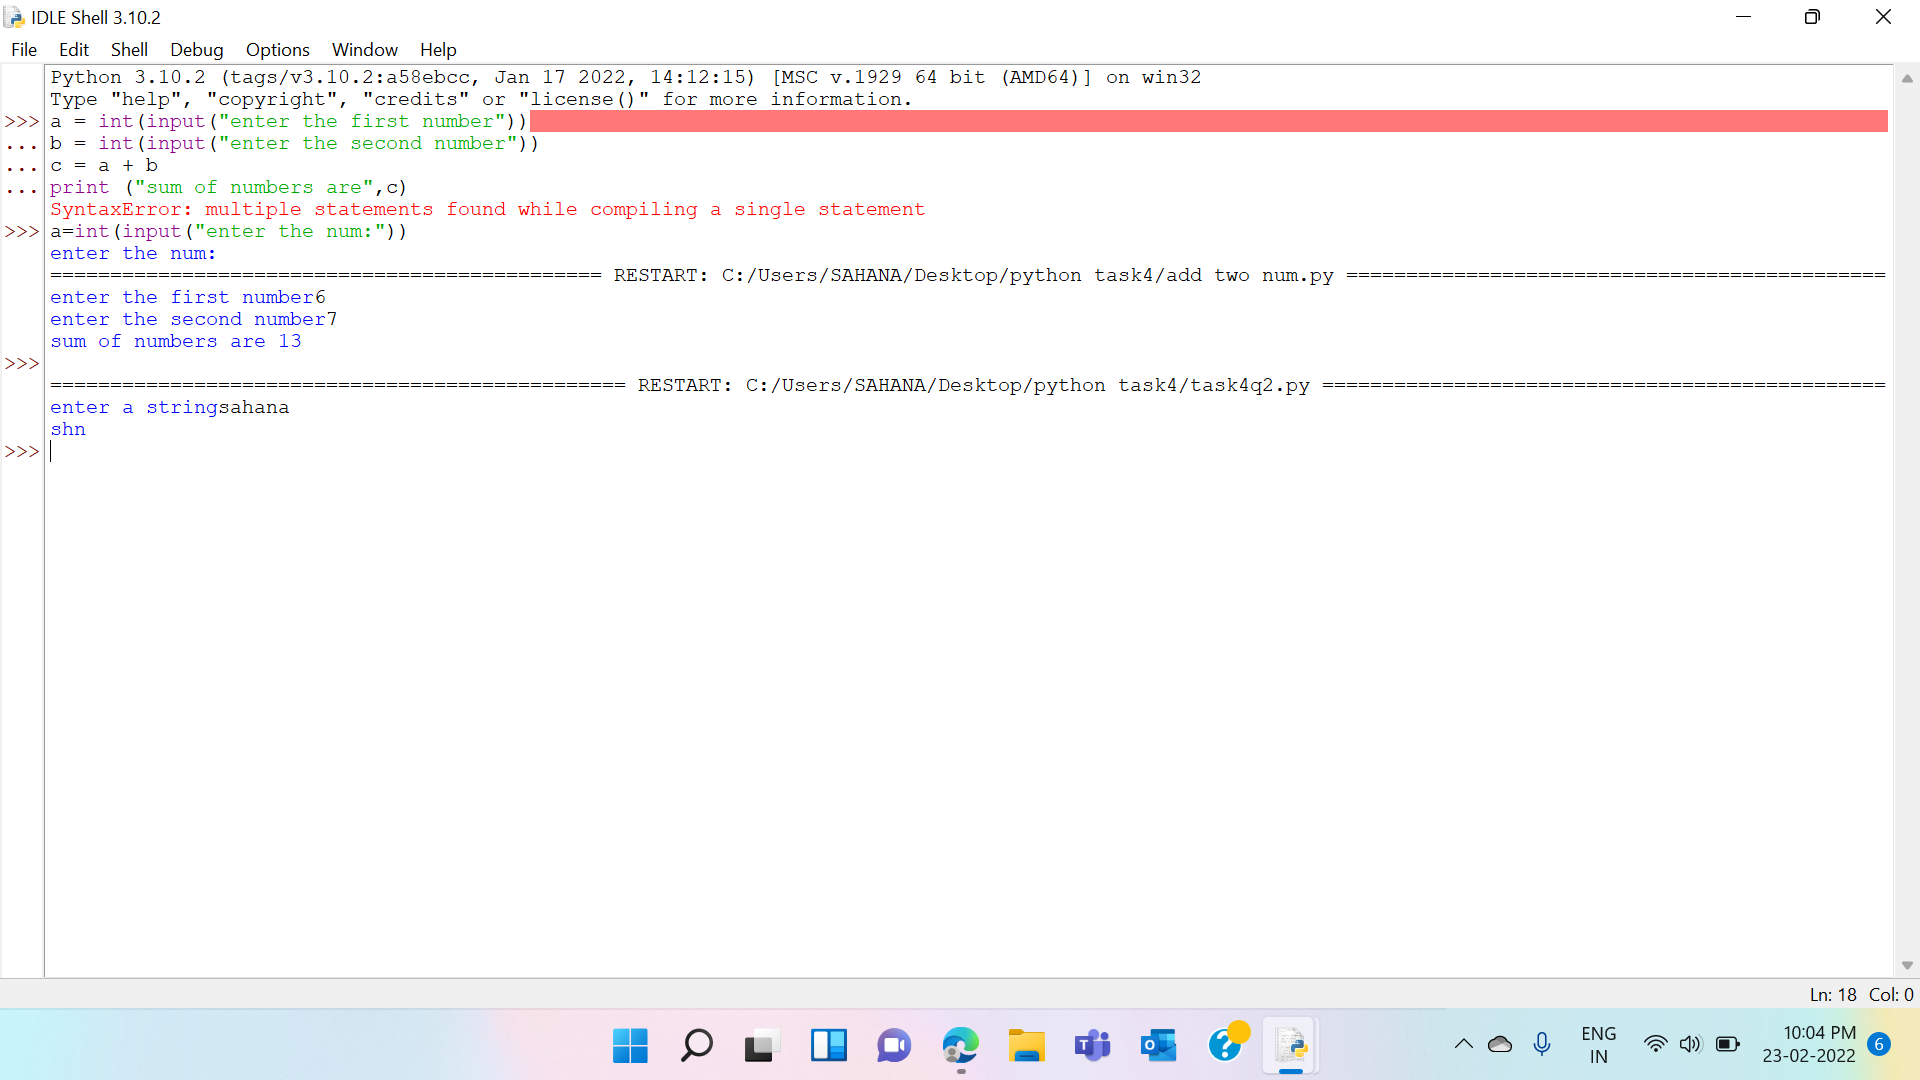 IDLE Shell 3.10.2
File Edit Shell Debug Options Window Help
Python 3.10.2 (tags/v3.10.2:a58ebcc, Jan 17 2022, 14:12:15) [MSC v.1929 64 bit (AMD64)] on win32
Type "help", "copyright", "credits" or "license()" for more information.
>>> a = int(input("enter the first number"))
... b = int(input("enter the second number"))
... c = a + b
... print ("sum of numbers are",c)
SyntaxError: multiple statements found while compiling a single statement
>>> a=int(input("enter the num:"))
enter the num:
============================================== RESTART: C:/Users/SAHANA/Desktop/python task4/add two num.py =============================================
enter the first number6
enter the second number7
sum of numbers are 13
>>>
================================================ RESTART: C:/Users/SAHANA/Desktop/python task4/task4q2.py ===============================================
enter a stringsahana
shn
>>>
Ln: 18 Col: 0
ENG 10:04 PM
IN 23-02-2022 6